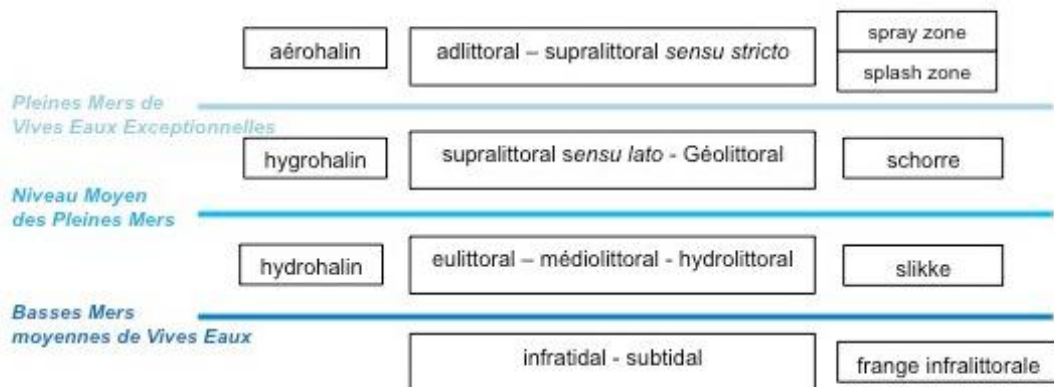 spray zone
aérohalin adlittoral – supralittoral sensu stricto
splash zone
Pleines Mers de
Vives Eaux Exceptionnelles
hygrohalin supralittoral sensu lato - Géolittoral schorre
Niveau Moyen
des Pleines Mers
hydrohalin eulittoral – médiolittoral - hydrolittoral slikke
Basses Mers
moyennes de Vives Eaux
infratidal - subtidal frange infralittorale